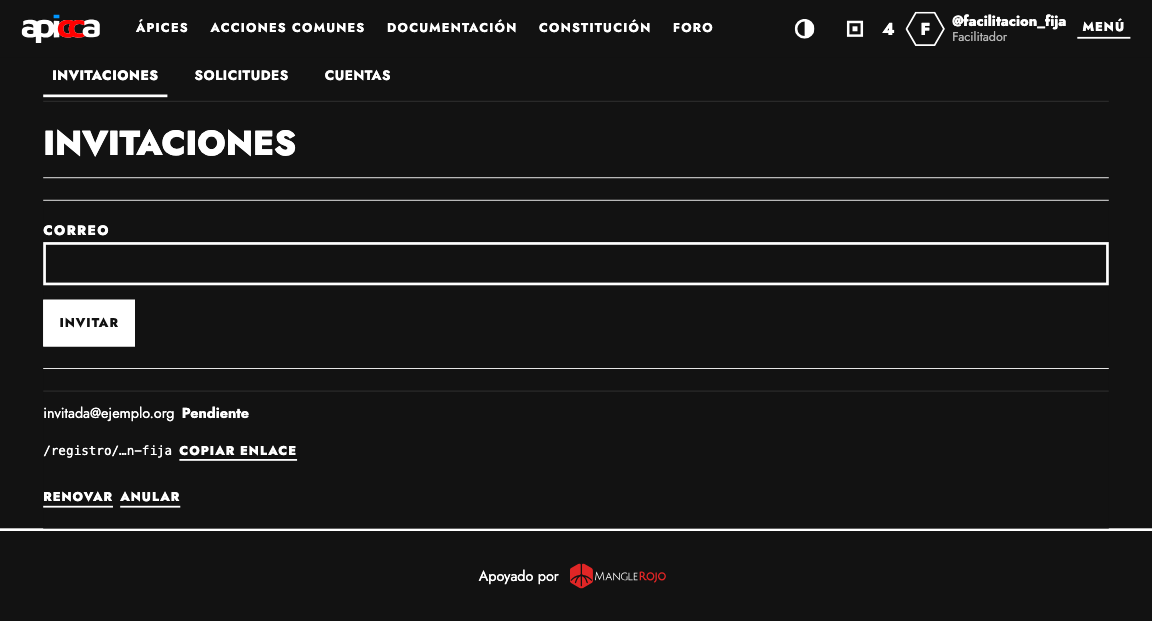 apicca ÁPICES ACCIONES COMUNES DOCUMENTACIÓN CONSTITUCIÓN FORO 4 F @facilitacion_fija MENÚ
Facilitador
INVITACIONES SOLICITUDES CUENTAS
INVITACIONES
CORREO
INVITAR
invitada@ejemplo.org Pendiente
/registro/…n-fija COPIAR ENLACE
RENOVAR ANULAR
Apoyado por MANGLEROJO